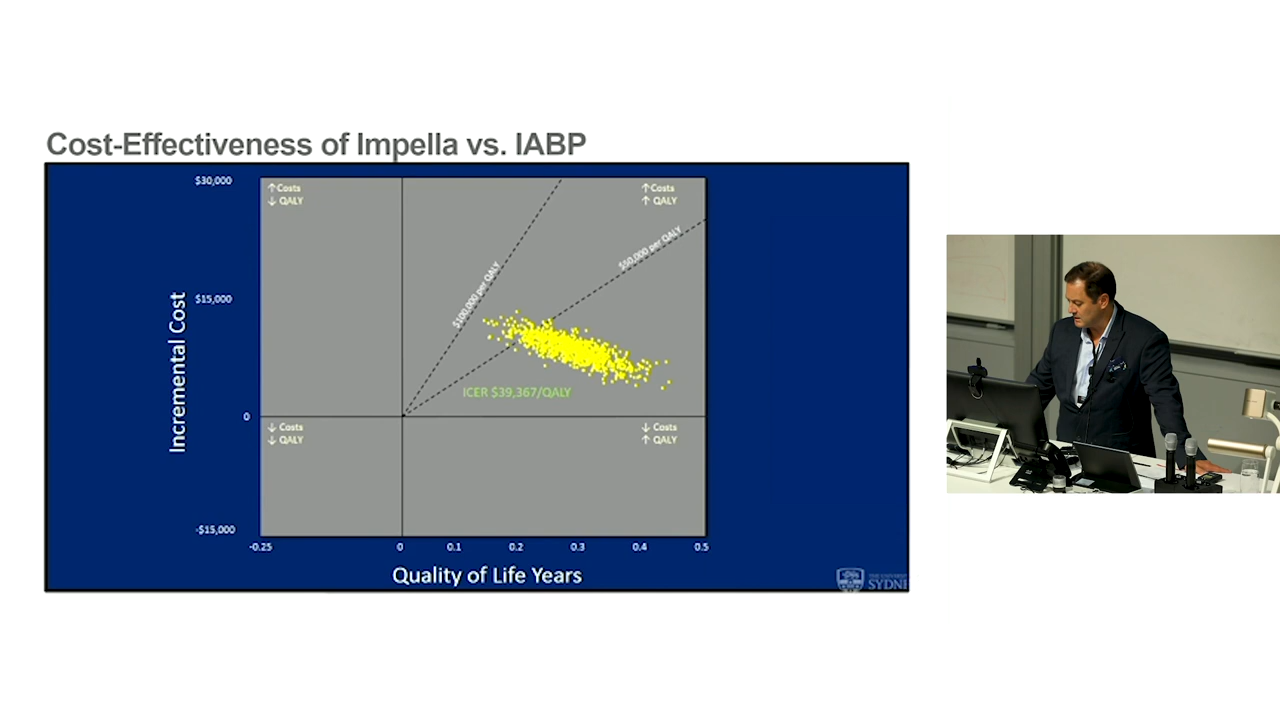 Cost-Effectiveness of Impella vs. IABP
$30,000
↑Costs
↓ QALY
↑Costs
↑ QALY
$50,000 per QALY
$100,000 per QALY
$15,000
Incremental Cost
ICER $39,367/QALY
0
↓ Costs
↓ QALY
↓ Costs
↑ QALY
-$15,000
-0.25
0
0.1
0.2
0.3
0.4
0.5
Quality of Life Years
SYDNE